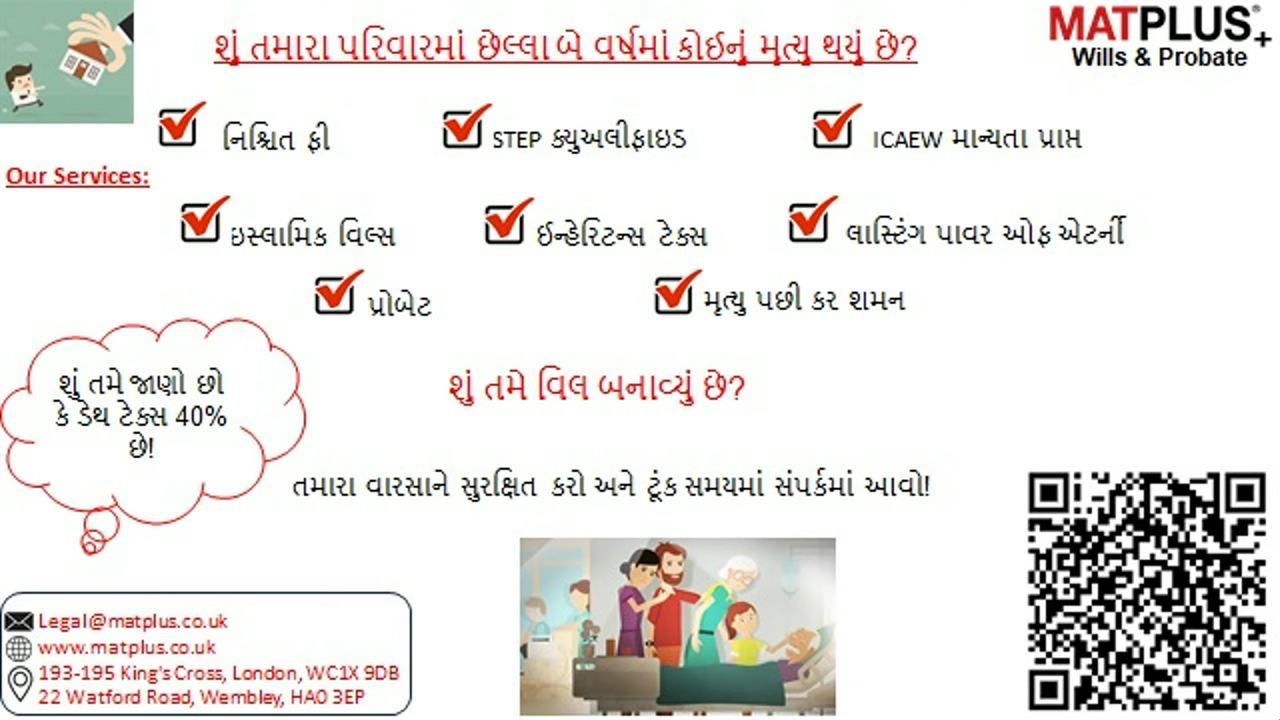 શું તમારા પરિવારમાં છેલ્લા બે વર્ષમાં કોઈનું મૃત્યુ થયું છે?
MATPLUS®+
Wills & Probate
નિશ્ચિત ફી STEP ક્યુઅલીફાઇડ ICAEW માન્યતા પ્રાપ્ત
Our Services:
ઇસ્લામિક વિલ્સ ઈન્હેરિટન્સ ટેક્સ લાસ્ટિંગ પાવર ઓફ એટર્ની
પ્રોબેટ મૃત્યુ પછી કર શમન
શું તમે જાણો છો
કે ડેથ ટેક્સ 40%
છે!
શું તમે વિલ બનાવ્યું છે?
તમારા વારસાને સુરક્ષિત કરો અને ટૂંક સમયમાં સંપર્કમાં આવો!
Legal@matplus.co.uk
www.matplus.co.uk
193-195 King's Cross, London, WC1X 9DB
22 Watford Road, Wembley, HA0 3EP